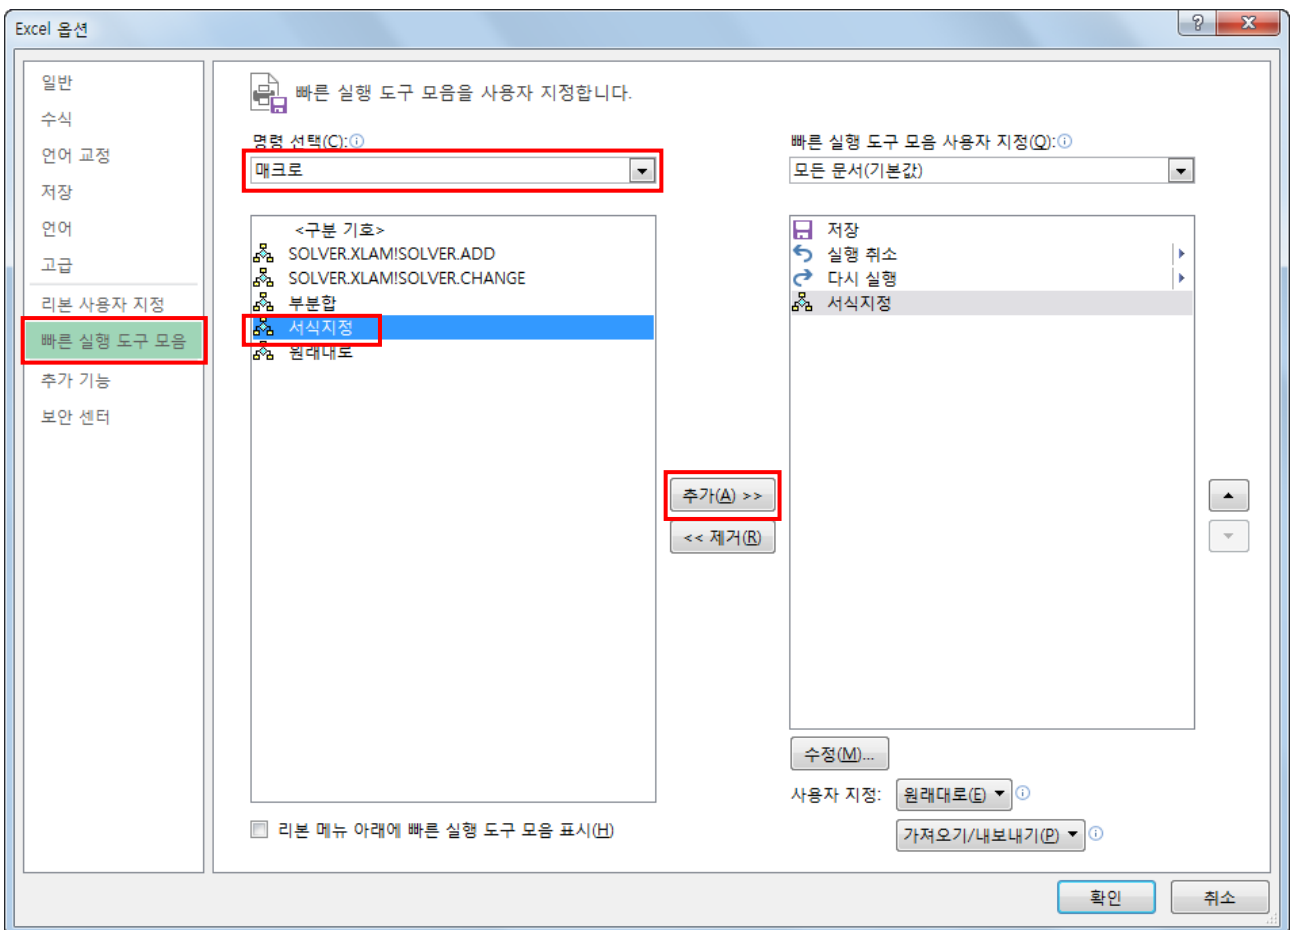 Excel 옵션
일반
수식
언어 교정
저장
언어
고급
리본 사용자 지정
빠른 실행 도구 모음
추가 기능
보안 센터
빠른 실행 도구 모음을 사용자 지정합니다.
명령 선택(C):
매크로
<구분 기호>
SOLVER.XLAM!SOLVER.ADD
SOLVER.XLAM!SOLVER.CHANGE
부분합
서식지정
원래대로
리본 메뉴 아래에 빠른 실행 도구 모음 표시(H)
추가(A) >>
<< 제거(R)
빠른 실행 도구 모음 사용자 지정(Q):
모든 문서(기본값)
저장
실행 취소
다시 실행
서식지정
수정(M)...
사용자 지정: 원래대로(E)
가져오기/내보내기(P)
확인 취소